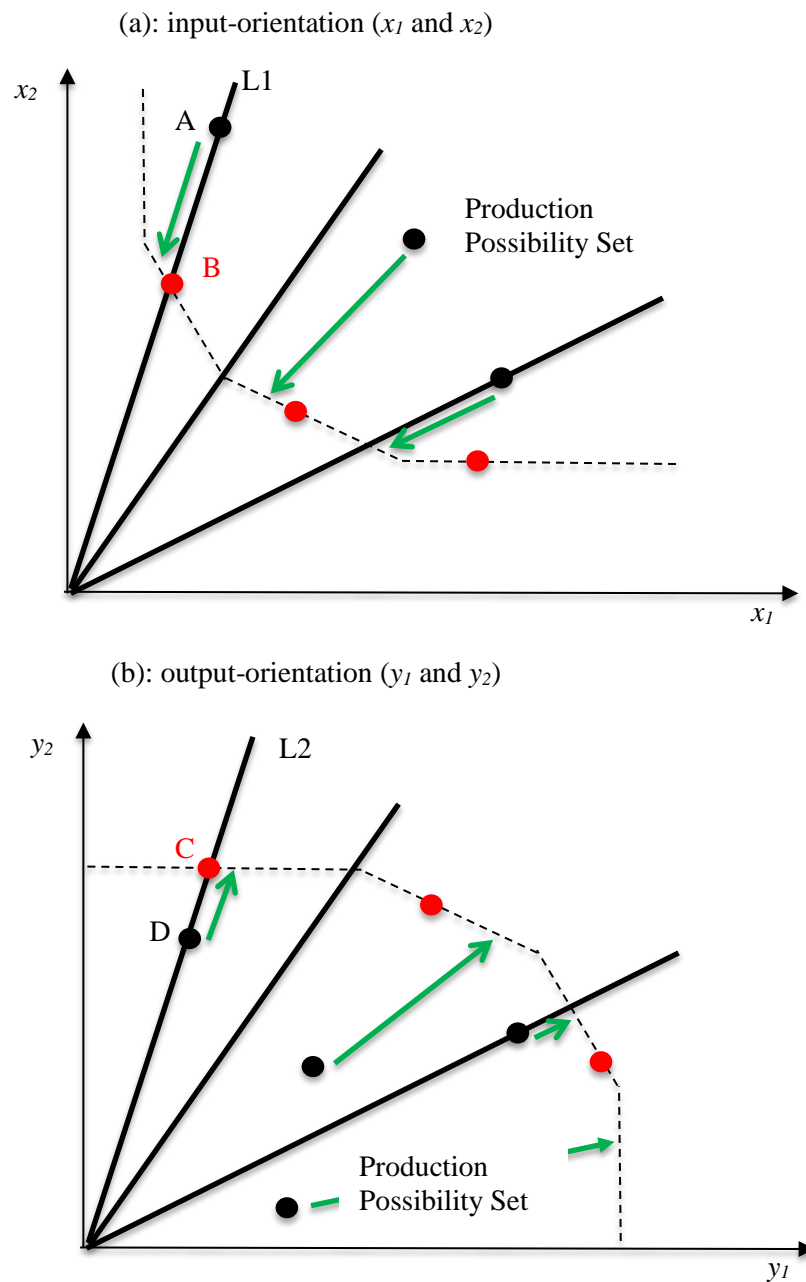 (a): input-orientation (x₁ and x₂)
x₂
L1
A
Production
Possibility Set
B
x₁
(b): output-orientation (y₁ and y₂)
y₂
L2
C
D
Production
Possibility Set
y₁